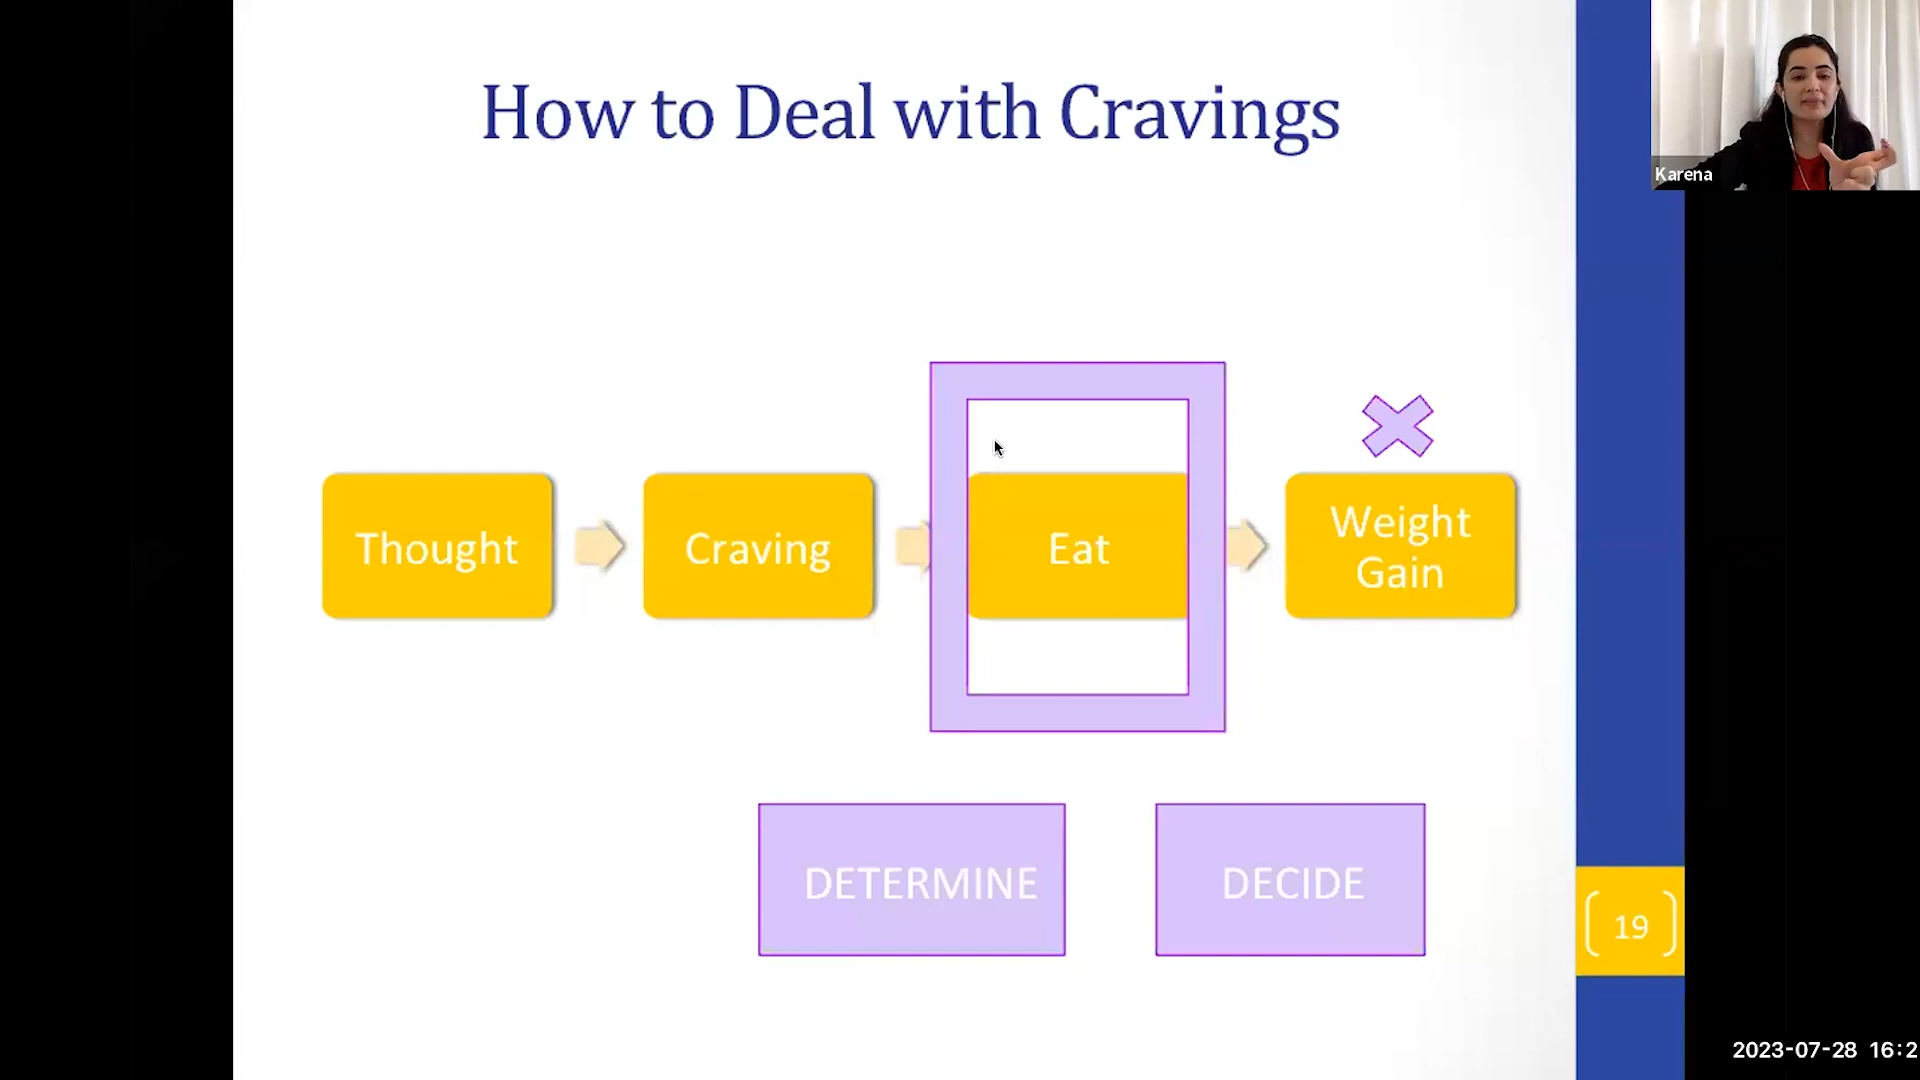 How to Deal with Cravings
Karena
Thought
Craving
Eat
Weight
Gain
DETERMINE
DECIDE
19
2023-07-28 16:2